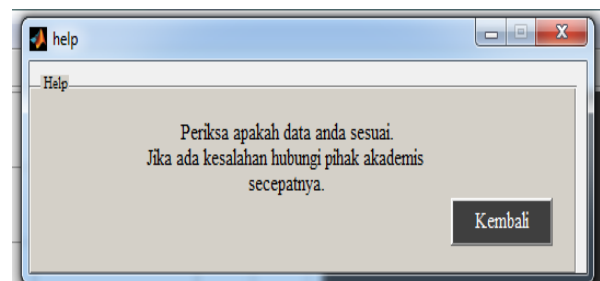 help
Help
Periksa apakah data anda sesuai.
Jika ada kesalahan hubungi pihak akademis
secepatnya.
Kembali